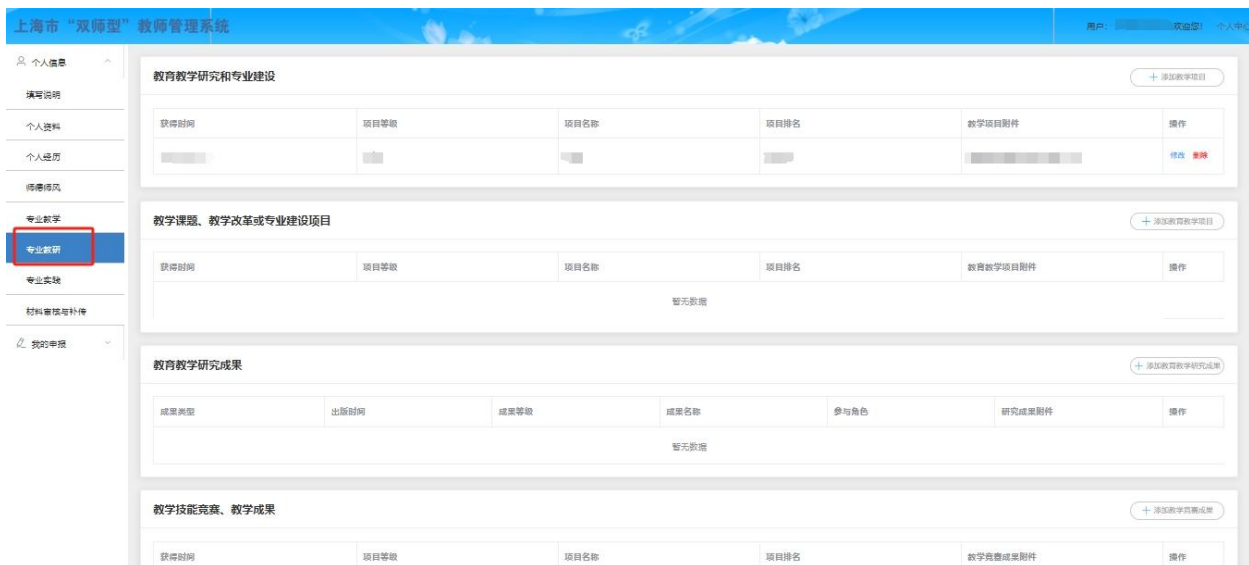 上海市“双师型”教师管理系统
用户： 欢迎您! 个人中心
个人信息
填写说明
个人资料
个人经历
师德师风
专业教学
专业教研
专业实践
材料审核与补传
我的申报
教育教学研究和专业建设
+ 添加教学项目
获得时间 项目等级 项目名称 项目排名 教学项目附件 操作
修改 删除
教学课题、教学改革或专业建设项目
+ 添加教育教学项目
获得时间 项目等级 项目名称 项目排名 教育教学项目附件 操作
暂无数据
教育教学研究成果
+ 添加教育教学研究成果
成果类型 出版时间 成果等级 成果名称 参与角色 研究成果附件 操作
暂无数据
教学技能竞赛、教学成果
+ 添加教学竞赛成果
获得时间 项目等级 项目名称 项目排名 教学竞赛成果附件 操作